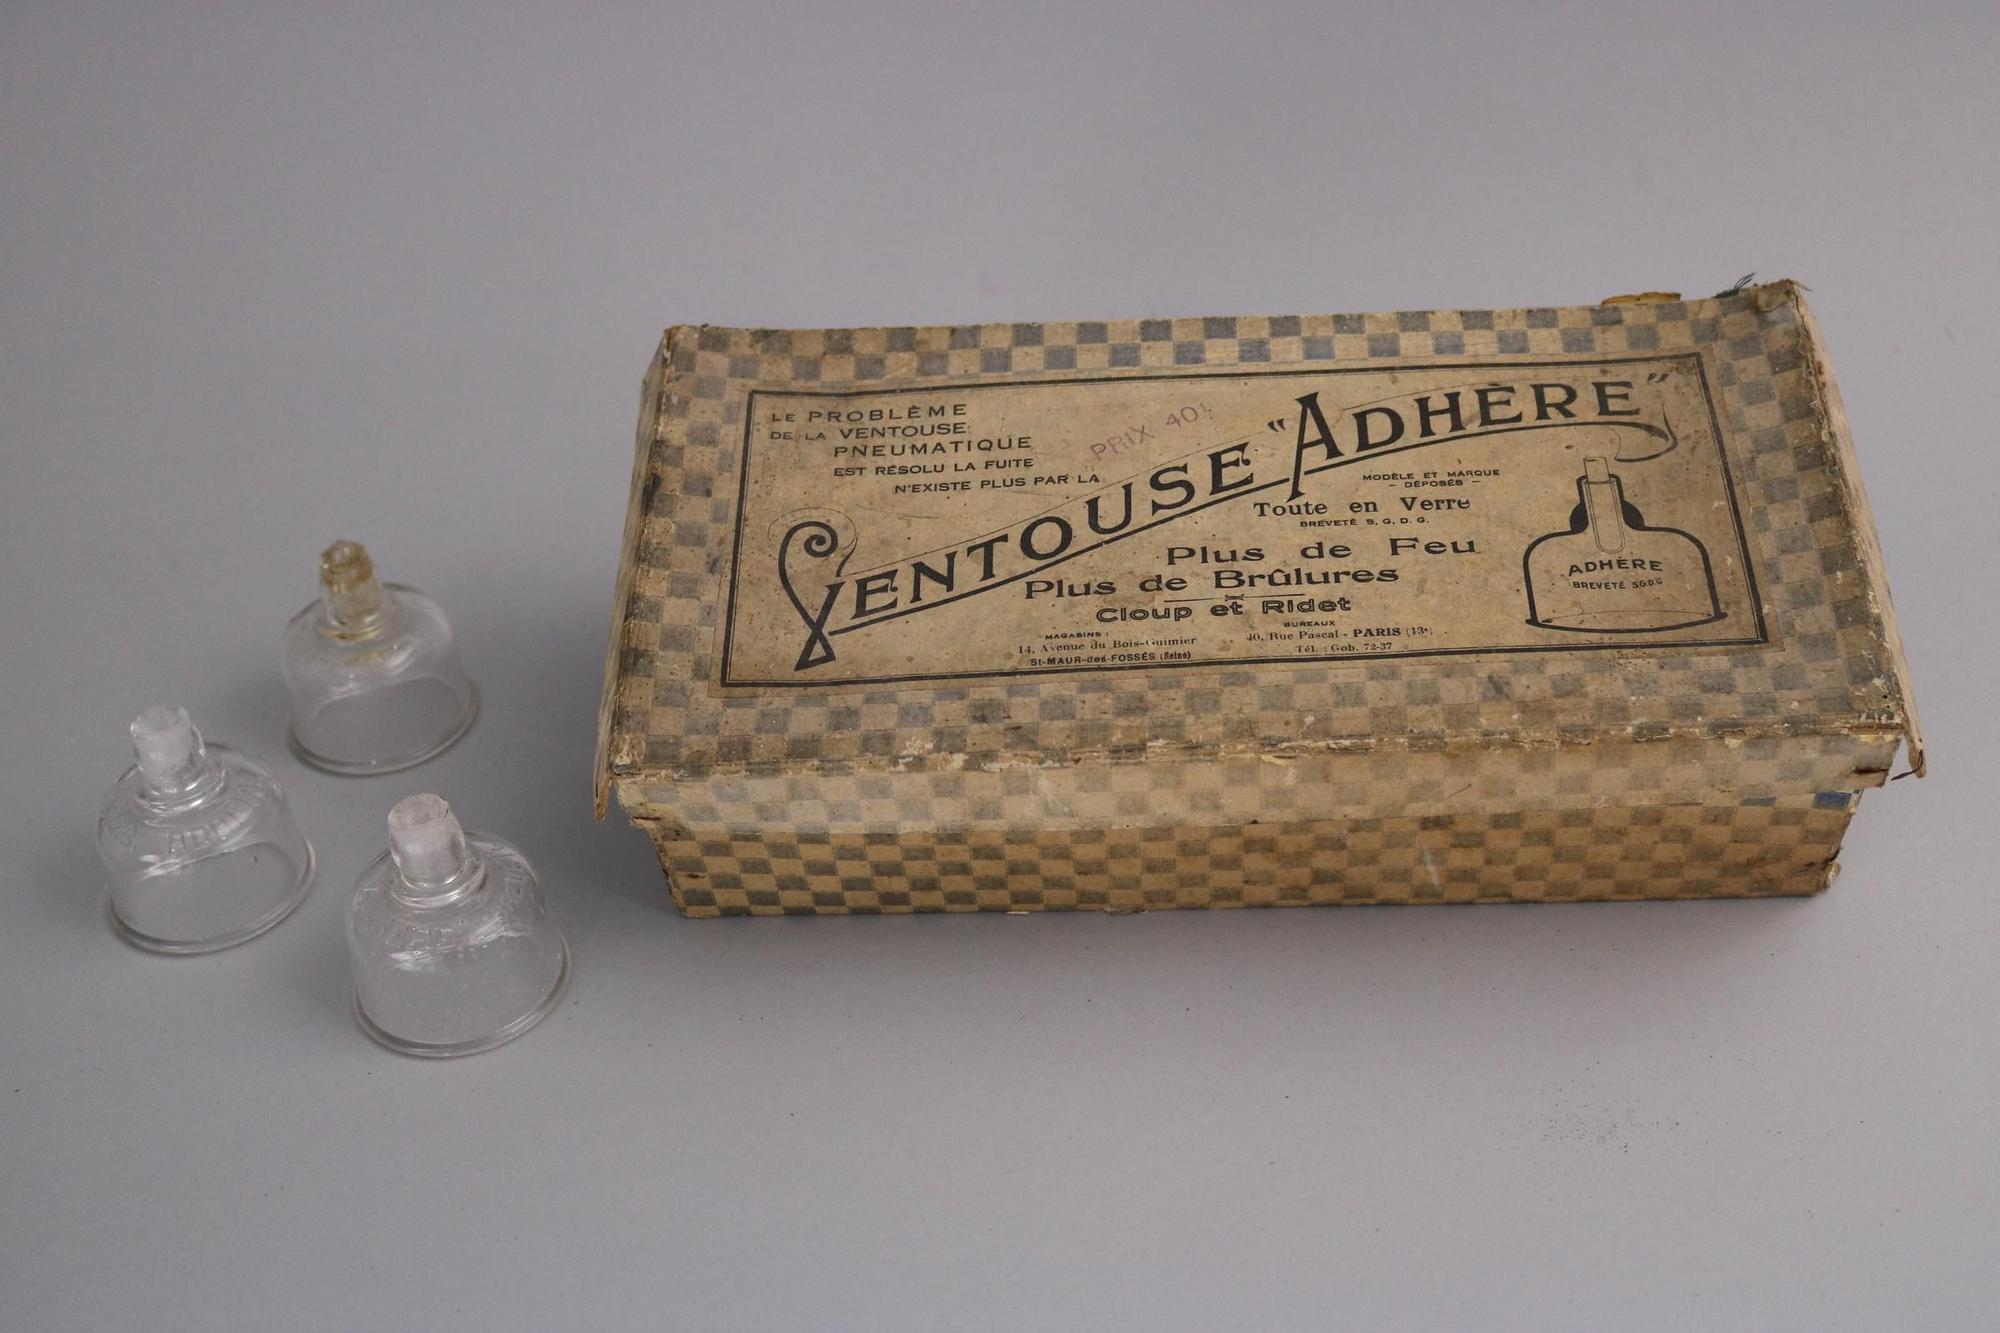 LE PROBLÈME
DE LA VENTOUSE
PNEUMATIQUE
EST RÉSOLU LA FUITE
N'EXISTE PLUS PAR LA
PRIX 40!
VENTOUSE "ADHÈRE"
MODÈLE ET MARQUE
- DÉPOSÉS -
Toute en Verre
BREVETÉ S.G.D.G.
Plus de Feu
Plus de Brûlures
Cloup et Ridet
MAGASINS :
14, Avenue du Bois-Guimier
St-MAUR-des-FOSSÉS (Seine)
BUREAUX
40, Rue Pascal - PARIS (13e)
Tél. : Gob. 72-37
ADHÈRE
BREVETÉ S.G.D.G